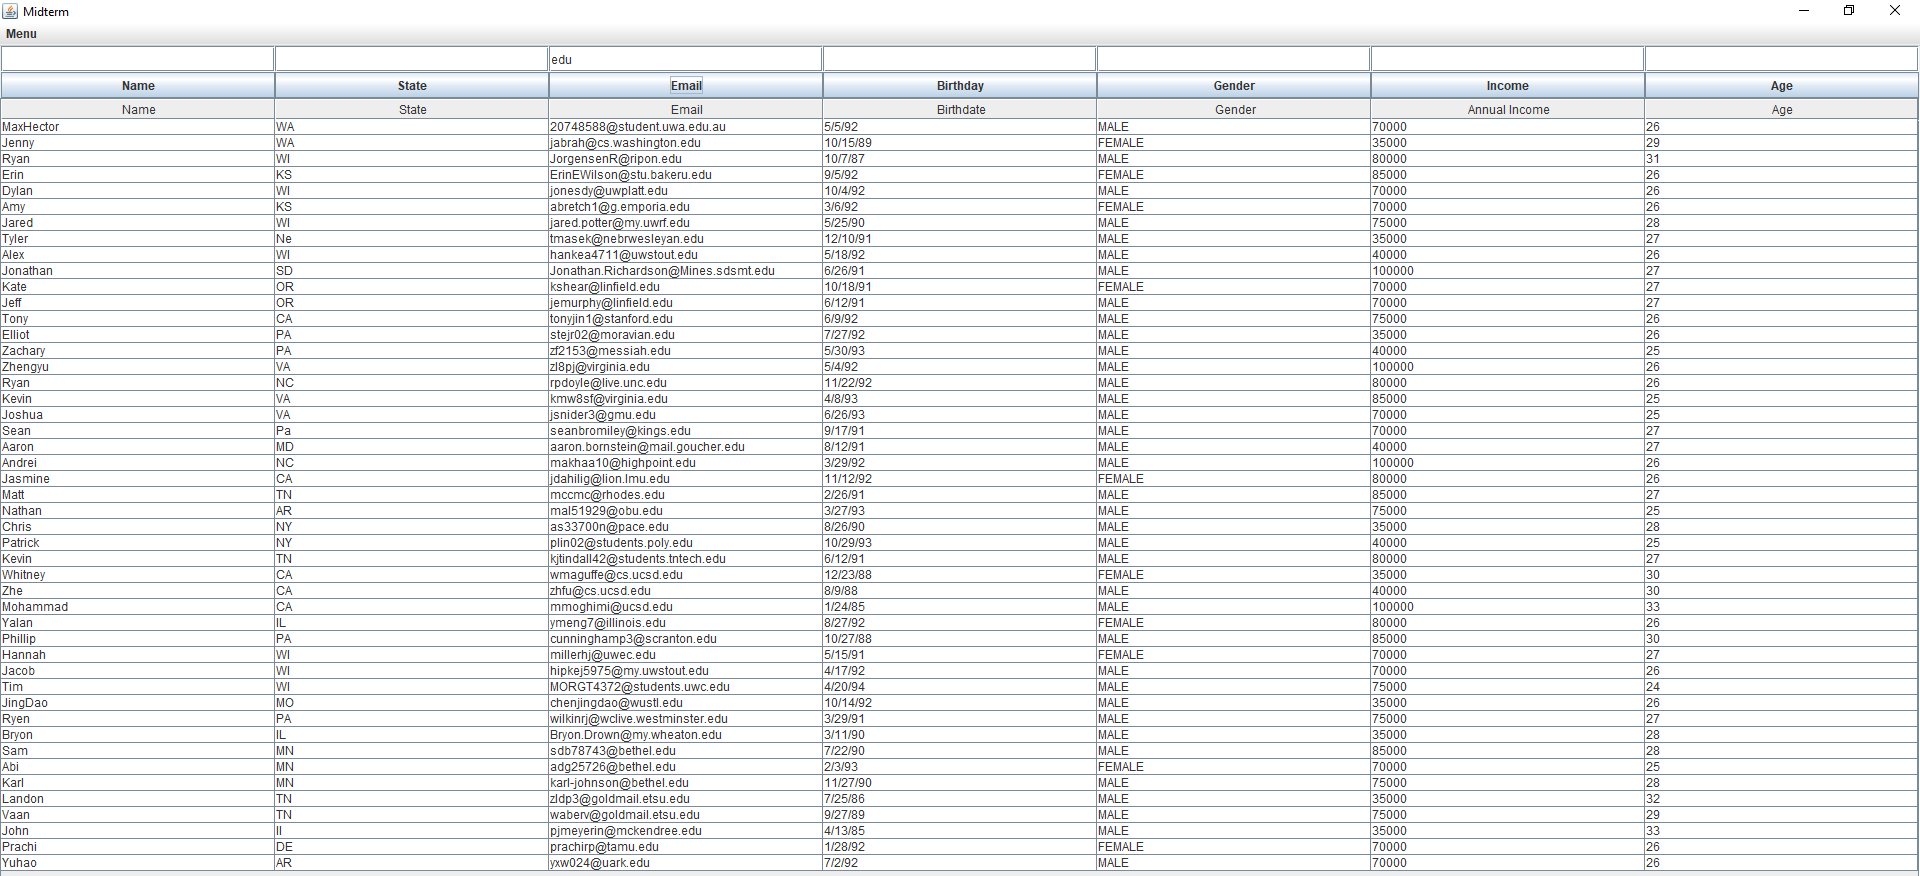 Midterm
Menu
edu
Name State Email Birthday Gender Income Age
Name State Email Birthdate Gender Annual Income Age
MaxHector WA 20748588@student.uwa.edu.au 5/5/92 MALE 70000 26
Jenny WA jabrah@cs.washington.edu 10/15/89 FEMALE 35000 29
Ryan WI JorgensenR@ripon.edu 10/7/87 MALE 80000 31
Erin KS ErinEWilson@stu.bakeru.edu 9/5/92 FEMALE 85000 26
Dylan WI jonesdy@uwplatt.edu 10/4/92 MALE 70000 26
Amy KS abretch1@g.emporia.edu 3/6/92 FEMALE 70000 26
Jared WI jared.potter@my.uwrf.edu 5/25/90 MALE 75000 28
Tyler Ne tmasek@nebrwesleyan.edu 12/10/91 MALE 35000 27
Alex WI hankea4711@uwstout.edu 5/18/92 MALE 40000 26
Jonathan SD Jonathan.Richardson@Mines.sdsmt.edu 6/26/91 MALE 100000 27
Kate OR kshear@linfield.edu 10/18/91 FEMALE 70000 27
Jeff OR jemurphy@linfield.edu 6/12/91 MALE 70000 27
Tony CA tonyjin1@stanford.edu 6/9/92 MALE 75000 26
Elliot PA stejr02@moravian.edu 7/27/92 MALE 35000 26
Zachary PA zf2153@messiah.edu 5/30/93 MALE 40000 25
Zhengyu VA zl8pj@virginia.edu 5/4/92 MALE 100000 26
Ryan NC rpdoyle@live.unc.edu 11/22/92 MALE 80000 26
Kevin VA kmw8sf@virginia.edu 4/8/93 MALE 85000 25
Joshua VA jsnider3@gmu.edu 6/26/93 MALE 70000 25
Sean Pa seanbromiley@kings.edu 9/17/91 MALE 70000 27
Aaron MD aaron.bornstein@mail.goucher.edu 8/12/91 MALE 40000 27
Andrei NC makhaa10@highpoint.edu 3/29/92 MALE 100000 26
Jasmine CA jdahilig@lion.lmu.edu 11/12/92 FEMALE 80000 26
Matt TN mccmc@rhodes.edu 2/26/91 MALE 85000 27
Nathan AR mal51929@obu.edu 3/27/93 MALE 75000 25
Chris NY as33700n@pace.edu 8/26/90 MALE 35000 28
Patrick NY plin02@students.poly.edu 10/29/93 MALE 40000 25
Kevin TN kjtindall42@students.tntech.edu 6/12/91 MALE 80000 27
Whitney CA wmaguffe@cs.ucsd.edu 12/23/88 FEMALE 35000 30
Zhe CA zhfu@cs.ucsd.edu 8/9/88 MALE 40000 30
Mohammad CA mmoghimi@ucsd.edu 1/24/85 MALE 100000 33
Yalan IL ymeng7@illinois.edu 8/27/92 FEMALE 80000 26
Phillip PA cunninghamp3@scranton.edu 10/27/88 MALE 85000 30
Hannah WI millerhj@uwec.edu 5/15/91 FEMALE 70000 27
Jacob WI hipkej5975@my.uwstout.edu 4/17/92 MALE 70000 26
Tim WI MORGT4372@students.uwc.edu 4/20/94 MALE 75000 24
JingDao MO chenjingdao@wustl.edu 10/14/92 MALE 35000 26
Ryen PA wilkinrj@wclive.westminster.edu 3/29/91 MALE 75000 27
Bryon IL Bryon.Drown@my.wheaton.edu 3/11/90 MALE 35000 28
Sam MN sdb78743@bethel.edu 7/22/90 MALE 85000 28
Abi MN adg25726@bethel.edu 2/3/93 FEMALE 70000 25
Karl MN karl-johnson@bethel.edu 11/27/90 MALE 75000 28
Landon TN zldp3@goldmail.etsu.edu 7/25/86 MALE 35000 32
Vaan TN waberv@goldmail.etsu.edu 9/27/89 MALE 75000 29
John Il pjmeyerin@mckendree.edu 4/13/85 MALE 35000 33
Prachi DE prachirp@tamu.edu 1/28/92 FEMALE 70000 26
Yuhao AR yxw024@uark.edu 7/2/92 MALE 70000 26